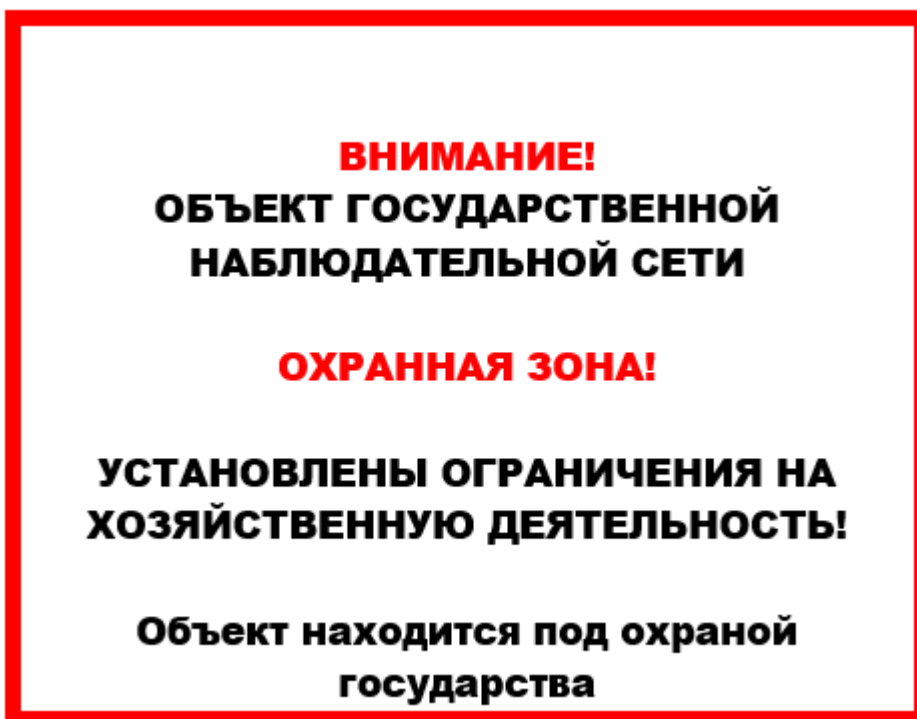 ВНИМАНИЕ!
ОБЪЕКТ ГОСУДАРСТВЕННОЙ
НАБЛЮДАТЕЛЬНОЙ СЕТИ
ОХРАННАЯ ЗОНА!
УСТАНОВЛЕНЫ ОГРАНИЧЕНИЯ НА
ХОЗЯЙСТВЕННУЮ ДЕЯТЕЛЬНОСТЬ!
Объект находится под охраной
государства